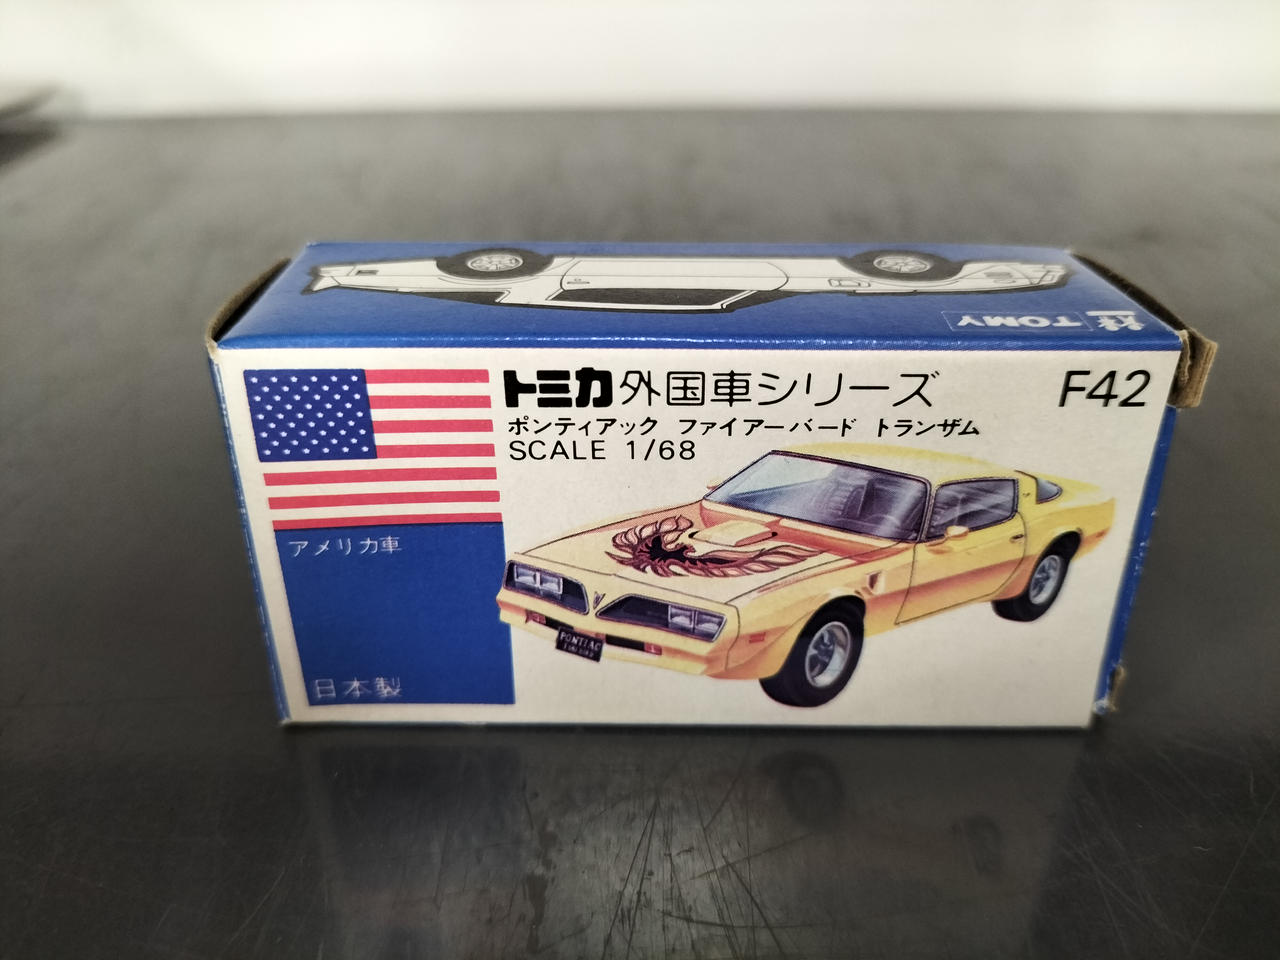 TOMY
トミカ外国車シリーズ F42
ポンティアック ファイアーバード トランザム
SCALE 1/68
アメリカ車
日本製
PONTIAC